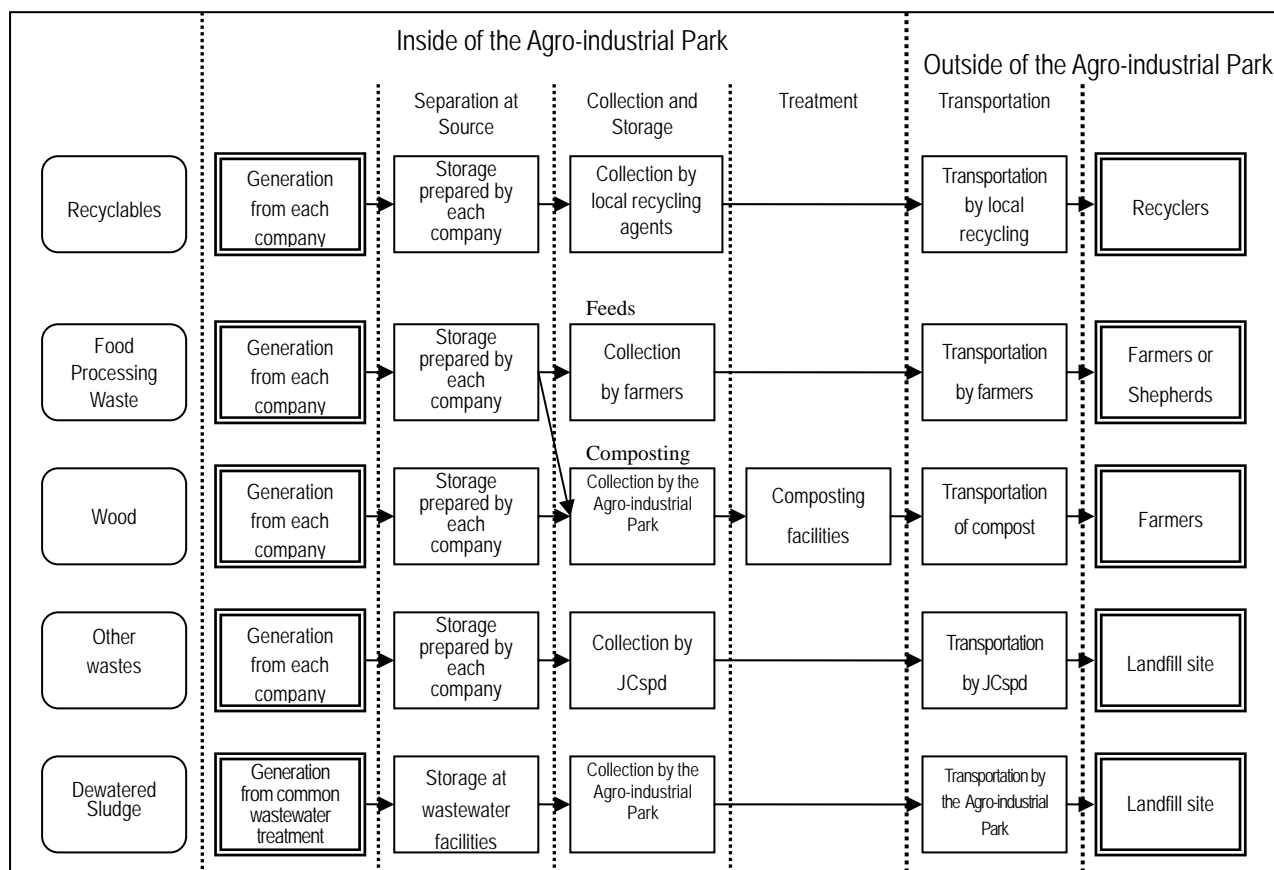 Inside of the Agro-industrial Park
Outside of the Agro-industrial Park
Separation at
Source
Collection and
Storage
Treatment
Transportation
Recyclables
Generation
from each
company
Storage
prepared by
each
company
Collection by
local recycling
agents
Transportation
by local
recycling
Recyclers
Feeds
Food
Processing
Waste
Generation
from each
company
Storage
prepared by
each
company
Collection
by farmers
Transportation
by farmers
Farmers or
Shepherds
Composting
Wood
Generation
from each
company
Storage
prepared by
each
company
Collection by the
Agro-industrial
Park
Composting
facilities
Transportation
of compost
Farmers
Other
wastes
Generation
from each
company
Storage
prepared by
each
company
Collection by
JCspd
Transportation
by JCspd
Landfill site
Dewatered
Sludge
Generation
from common
wastewater
treatment
Storage at
wastewater
facilities
Collection by the
Agro-industrial
Park
Transportation by
the Agro-industrial
Park
Landfill site